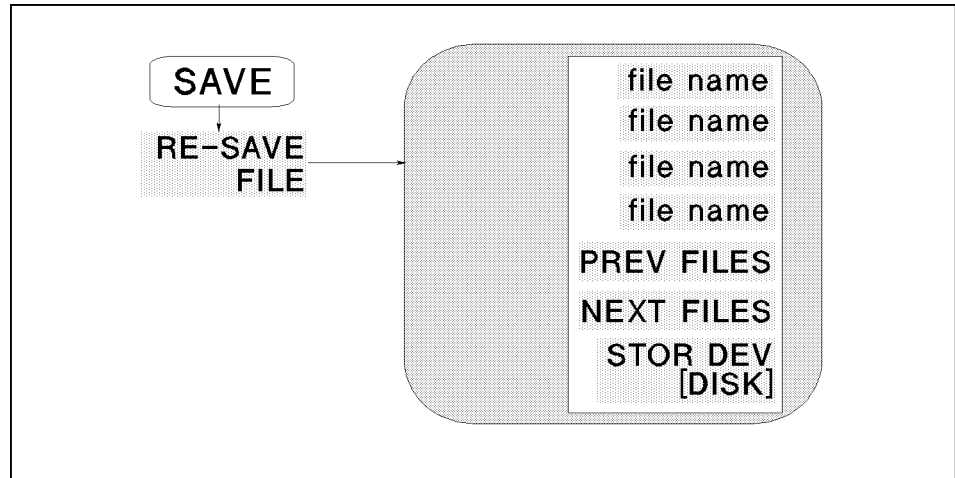 SAVE
RE-SAVE
FILE
file name
file name
file name
file name
PREV FILES
NEXT FILES
STOR DEV
[DISK]